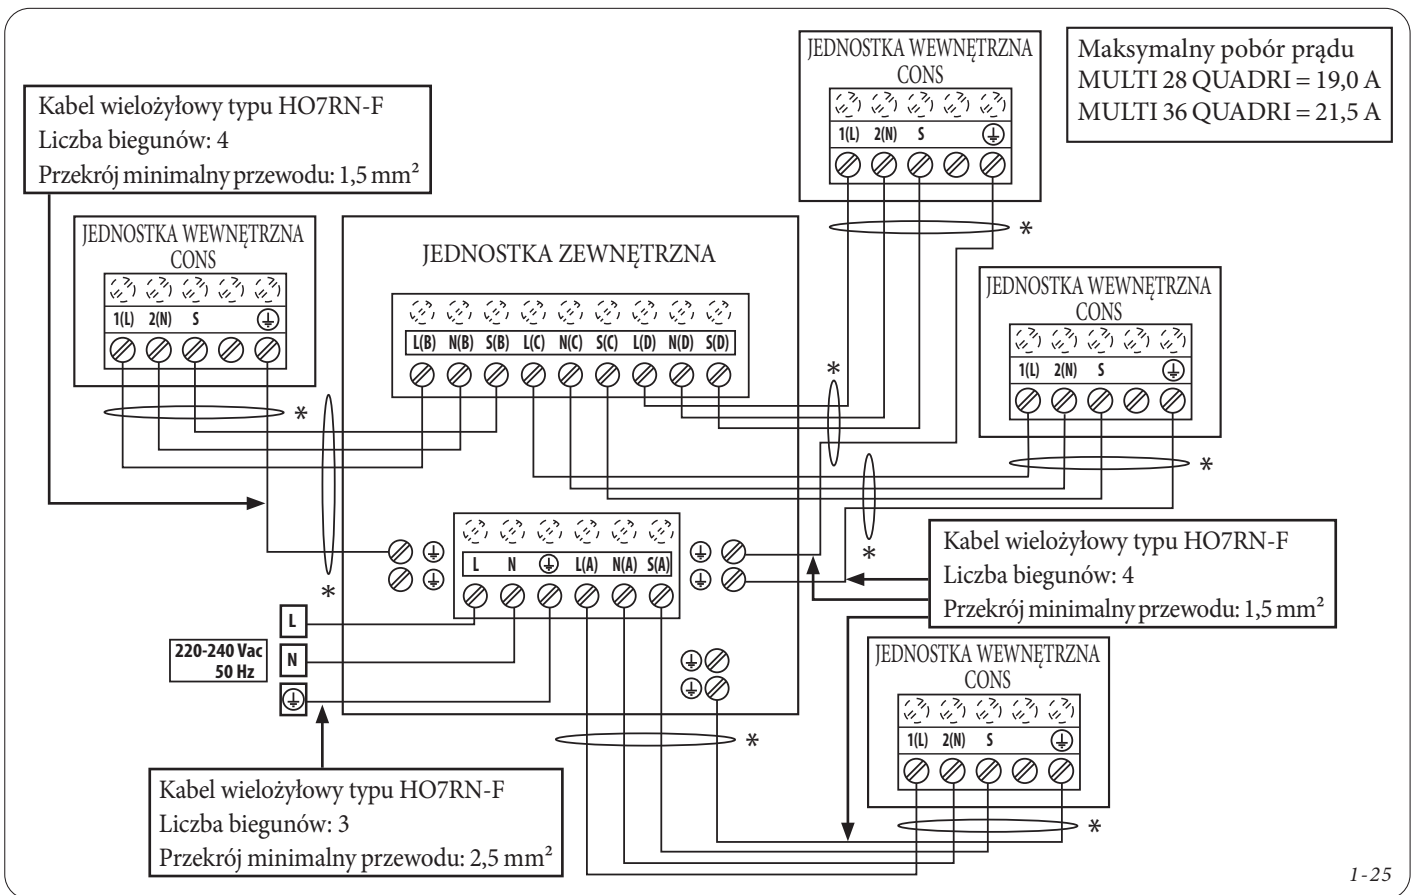 JEDNOSTKA WEWNĘTRZNA
CONS
1(L) 2(N) S
*
Maksymalny pobór prądu
MULTI 28 QUADRI = 19,0 A
MULTI 36 QUADRI = 21,5 A
Kabel wielożyłowy typu HO7RN-F
Liczba biegunów: 4
Przekrój minimalny przewodu: 1,5 mm²
JEDNOSTKA WEWNĘTRZNA
CONS
1(L) 2(N) S
*
*
JEDNOSTKA ZEWNĘTRZNA
L(B) N(B) S(B) L(C) N(C) S(C) L(D) N(D) S(D)
*
JEDNOSTKA WEWNĘTRZNA
CONS
1(L) 2(N) S
*
*
L N L(A) N(A) S(A)
Kabel wielożyłowy typu HO7RN-F
Liczba biegunów: 4
Przekrój minimalny przewodu: 1,5 mm²
220-240 Vac
50 Hz
L
N
*
JEDNOSTKA WEWNĘTRZNA
CONS
1(L) 2(N) S
*
Kabel wielożyłowy typu HO7RN-F
Liczba biegunów: 3
Przekrój minimalny przewodu: 2,5 mm²
1-25